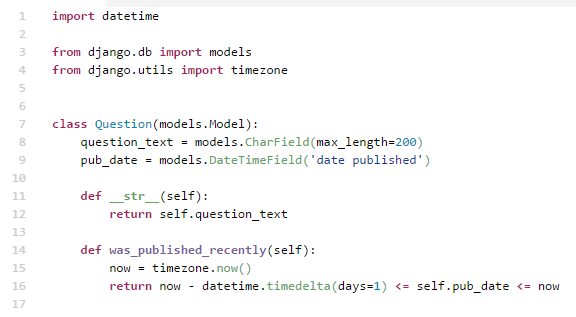 1 import datetime
2
3 from django.db import models
4 from django.utils import timezone
5
6
7 class Question(models.Model):
8     question_text = models.CharField(max_length=200)
9     pub_date = models.DateTimeField('date published')
10
11     def __str__(self):
12         return self.question_text
13
14     def was_published_recently(self):
15         now = timezone.now()
16         return now - datetime.timedelta(days=1) <= self.pub_date <= now
17